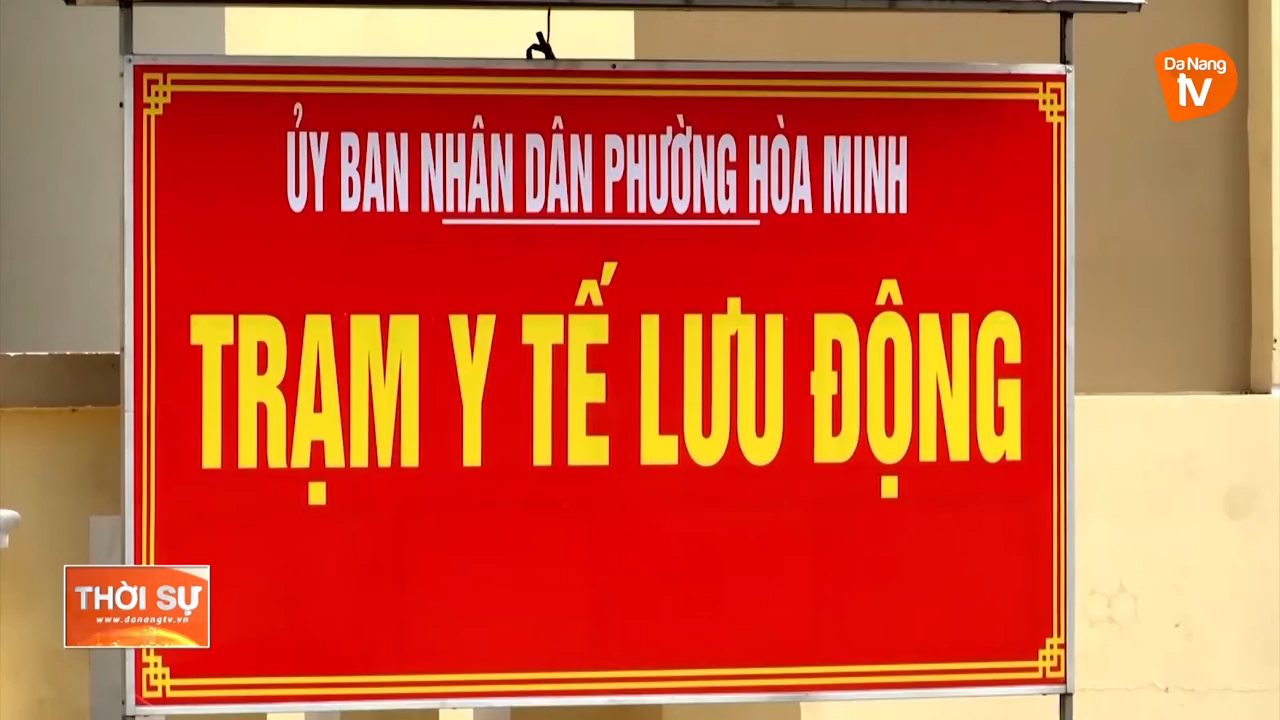 Da Nang
tv
ỦY BAN NHÂN DÂN PHƯỜNG HÒA MINH
TRẠM Y TẾ LƯU ĐỘNG
THỜI SỰ
www.danangtv.vn